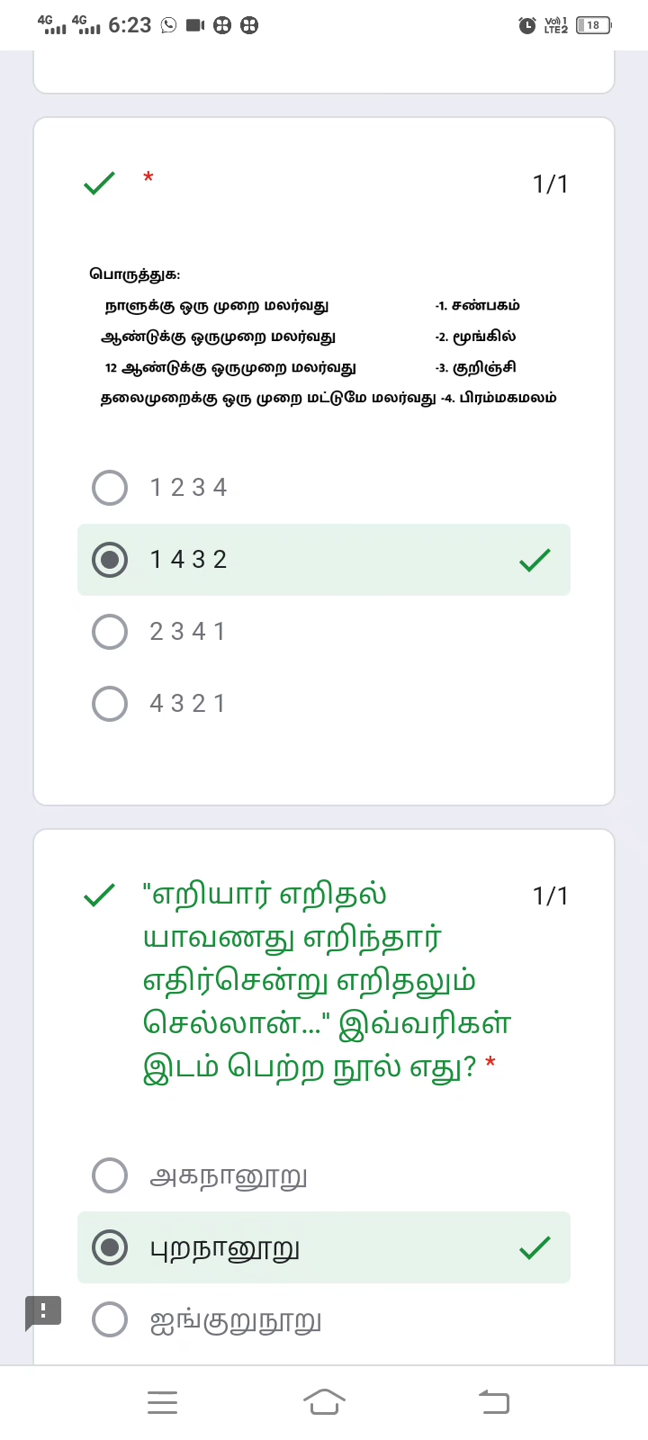 4G 4G 6:23 Vo) 1 LTE2 18
* 1/1
பொருத்துக:
நாளுக்கு ஒரு முறை மலர்வது -1. சண்பகம்
ஆண்டுக்கு ஒருமுறை மலர்வது -2. மூங்கில்
12 ஆண்டுக்கு ஒருமுறை மலர்வது -3. குறிஞ்சி
தலைமுறைக்கு ஒரு முறை மட்டுமே மலர்வது -4. பிரம்மகமலம்
1 2 3 4
1 4 3 2
2 3 4 1
4 3 2 1
"எறியார் எறிதல் 1/1
யாவணது எறிந்தார்
எதிர்சென்று எறிதலும்
செல்லான்..." இவ்வரிகள்
இடம் பெற்ற நூல் எது? *
அகநானூறு
புறநானூறு
ஐங்குறுநூறு